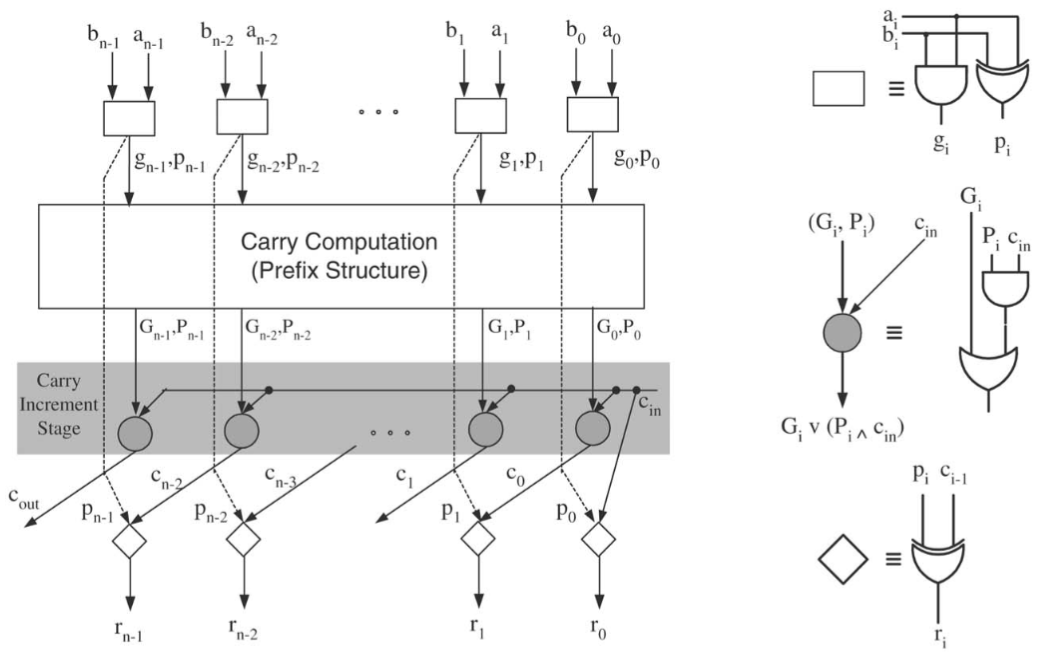 b_{n-1} a_{n-1} b_{n-2} a_{n-2} b_1 a_1 b_0 a_0
g_{n-1},p_{n-1} g_{n-2},p_{n-2} g_1,p_1 g_0,p_0
Carry Computation
(Prefix Structure)
G_{n-1},P_{n-1} G_{n-2},P_{n-2} G_1,P_1 G_0,P_0
Carry
Increment
Stage
c_{in}
c_{out} c_{n-2} c_{n-3} c_1 c_0
p_{n-1} p_{n-2} p_1 p_0
r_{n-1} r_{n-2} r_1 r_0
a_i
b_i
≡
g_i p_i
G_i
(G_i, P_i) c_{in} P_i c_{in}
≡
G_i ∨ (P_i ∧ c_{in})
p_i c_{i-1}
≡
r_i